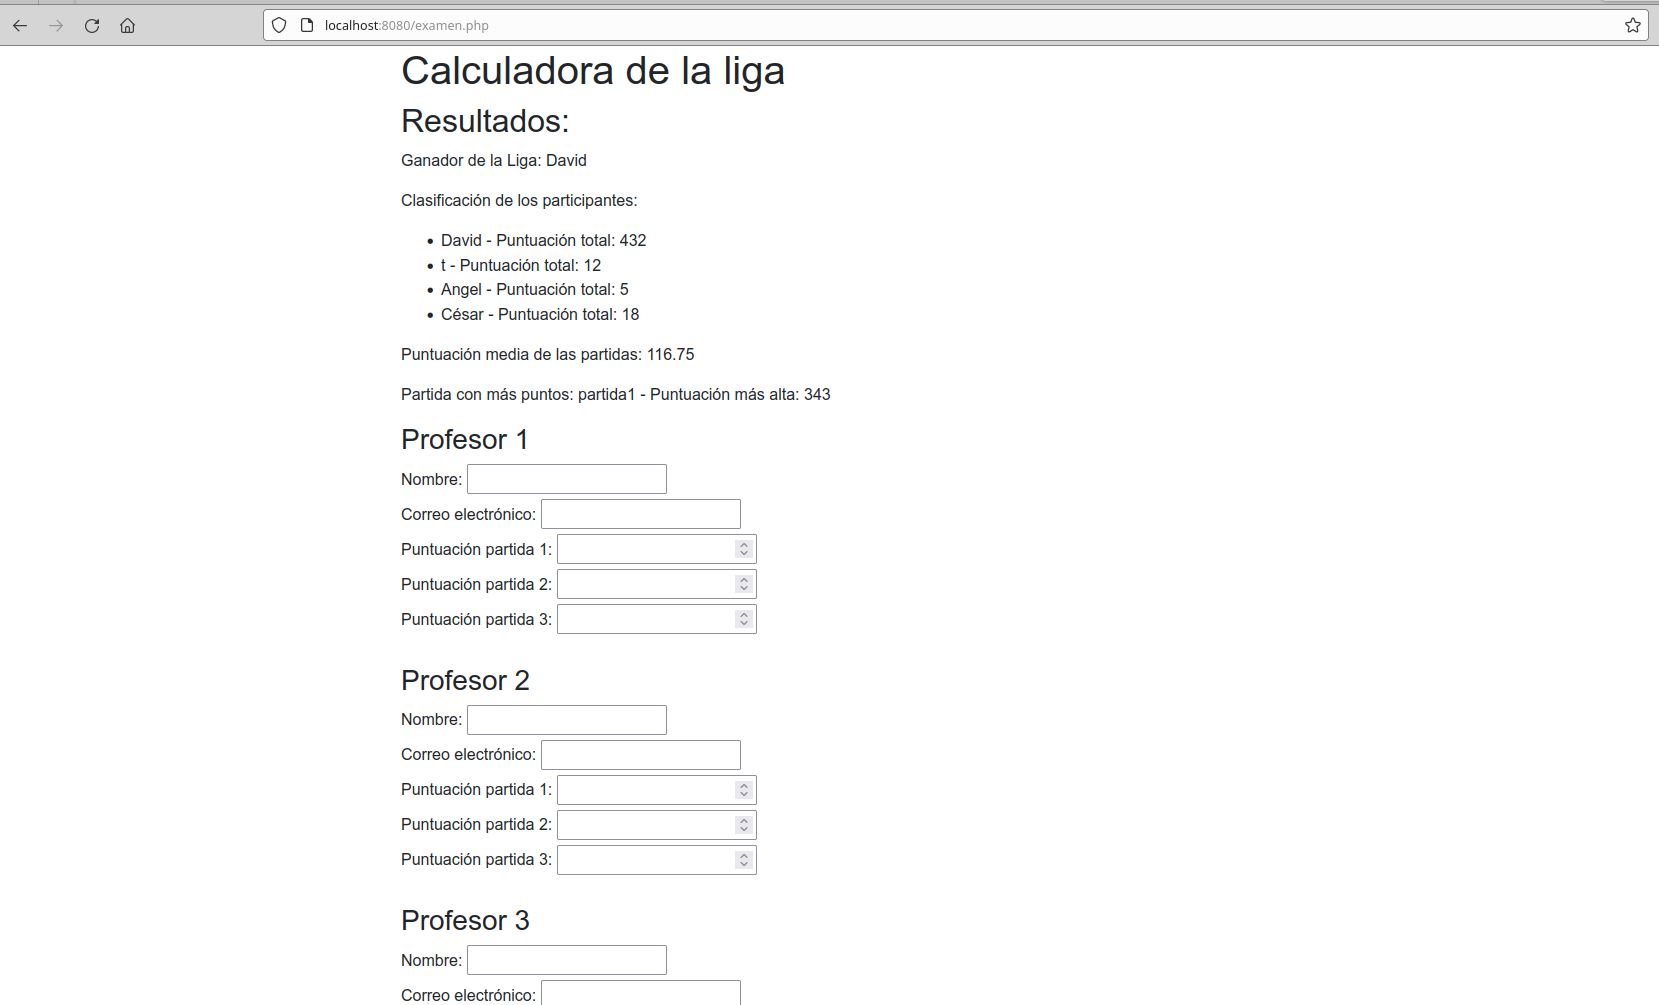 localhost:8080/examen.php
Calculadora de la liga
Resultados:
Ganador de la Liga: David
Clasificación de los participantes:
• David - Puntuación total: 432
• t - Puntuación total: 12
• Angel - Puntuación total: 5
• César - Puntuación total: 18
Puntuación media de las partidas: 116.75
Partida con más puntos: partida1 - Puntuación más alta: 343
Profesor 1
Nombre:
Correo electrónico:
Puntuación partida 1:
Puntuación partida 2:
Puntuación partida 3:
Profesor 2
Nombre:
Correo electrónico:
Puntuación partida 1:
Puntuación partida 2:
Puntuación partida 3:
Profesor 3
Nombre:
Correo electrónico: